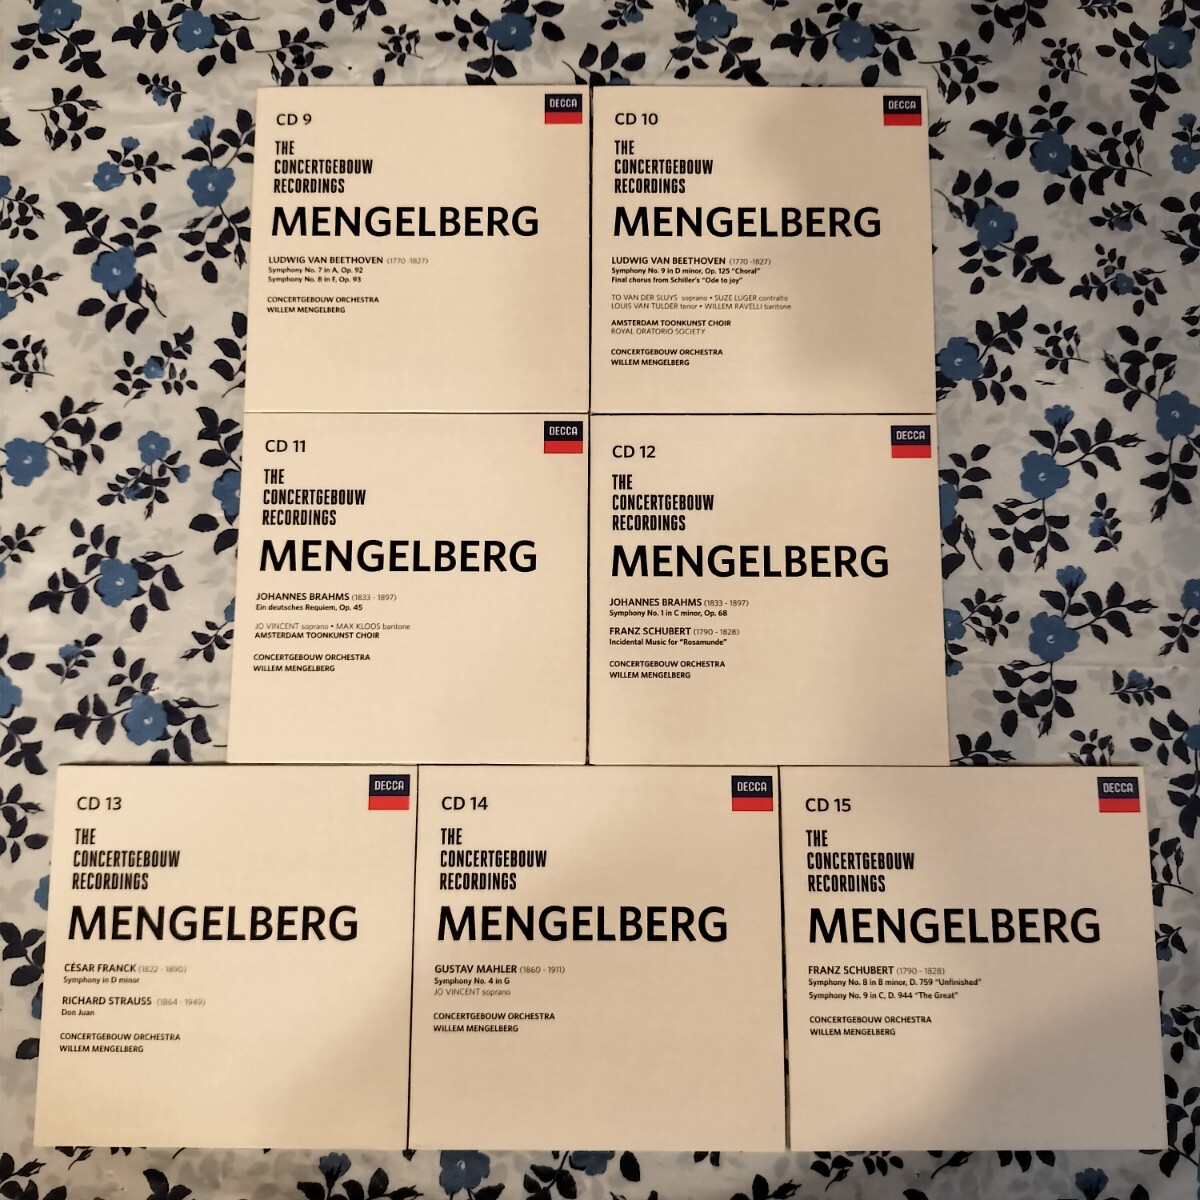 CD 9
DECCA
THE
CONCERTGEBOUW
RECORDINGS
MENGELBERG
LUDWIG VAN BEETHOVEN (1770 -1827)
Symphony No. 7 in A, Op. 92
Symphony No. 8 in F, Op. 93
CONCERTGEBOUW ORCHESTRA
WILLEM MENGELBERG
CD 10
DECCA
THE
CONCERTGEBOUW
RECORDINGS
MENGELBERG
LUDWIG VAN BEETHOVEN (1770 -1827)
Symphony No. 9 in D minor, Op. 125 "Choral"
Final chorus from Schiller's "Ode to joy"
TO VAN DER SLUYS soprano • SUZE LUGER contralto
LOUIS VAN TULDER tenor • WILLEM RAVELLI baritone
AMSTERDAM TOONKUNST CHOIR
ROYAL ORATORIO SOCIETY
CONCERTGEBOUW ORCHESTRA
WILLEM MENGELBERG
CD 11
DECCA
THE
CONCERTGEBOUW
RECORDINGS
MENGELBERG
JOHANNES BRAHMS (1833 - 1897)
Ein deutsches Requiem, Op. 45
JO VINCENT soprano • MAX KLOOS baritone
AMSTERDAM TOONKUNST CHOIR
CONCERTGEBOUW ORCHESTRA
WILLEM MENGELBERG
CD 12
DECCA
THE
CONCERTGEBOUW
RECORDINGS
MENGELBERG
JOHANNES BRAHMS (1833 - 1897)
Symphony No. 1 in C minor, Op. 68
FRANZ SCHUBERT (1790 - 1828)
Incidental Music for "Rosamunde"
CONCERTGEBOUW ORCHESTRA
WILLEM MENGELBERG
CD 13
DECCA
THE
CONCERTGEBOUW
RECORDINGS
MENGELBERG
CÉSAR FRANCK (1822 - 1890)
Symphony in D minor
RICHARD STRAUSS (1864 - 1949)
Don Juan
CONCERTGEBOUW ORCHESTRA
WILLEM MENGELBERG
CD 14
DECCA
THE
CONCERTGEBOUW
RECORDINGS
MENGELBERG
GUSTAV MAHLER (1860 - 1911)
Symphony No. 4 in G
JO VINCENT soprano
CONCERTGEBOUW ORCHESTRA
WILLEM MENGELBERG
CD 15
DECCA
THE
CONCERTGEBOUW
RECORDINGS
MENGELBERG
FRANZ SCHUBERT (1790 - 1828)
Symphony No. 8 in B minor, D. 759 "Unfinished"
Symphony No. 9 in C, D. 944 "The Great"
CONCERTGEBOUW ORCHESTRA
WILLEM MENGELBERG